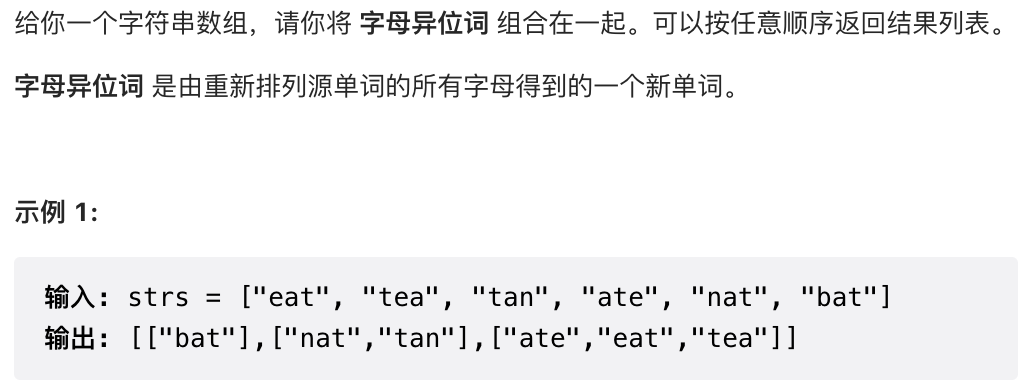 给你一个字符串数组，请你将 字母异位词 组合在一起。可以按任意顺序返回结果列表。
字母异位词 是由重新排列源单词的所有字母得到的一个新单词。
示例 1:
输入: strs = ["eat", "tea", "tan", "ate", "nat", "bat"]
输出: [["bat"],["nat","tan"],["ate","eat","tea"]]